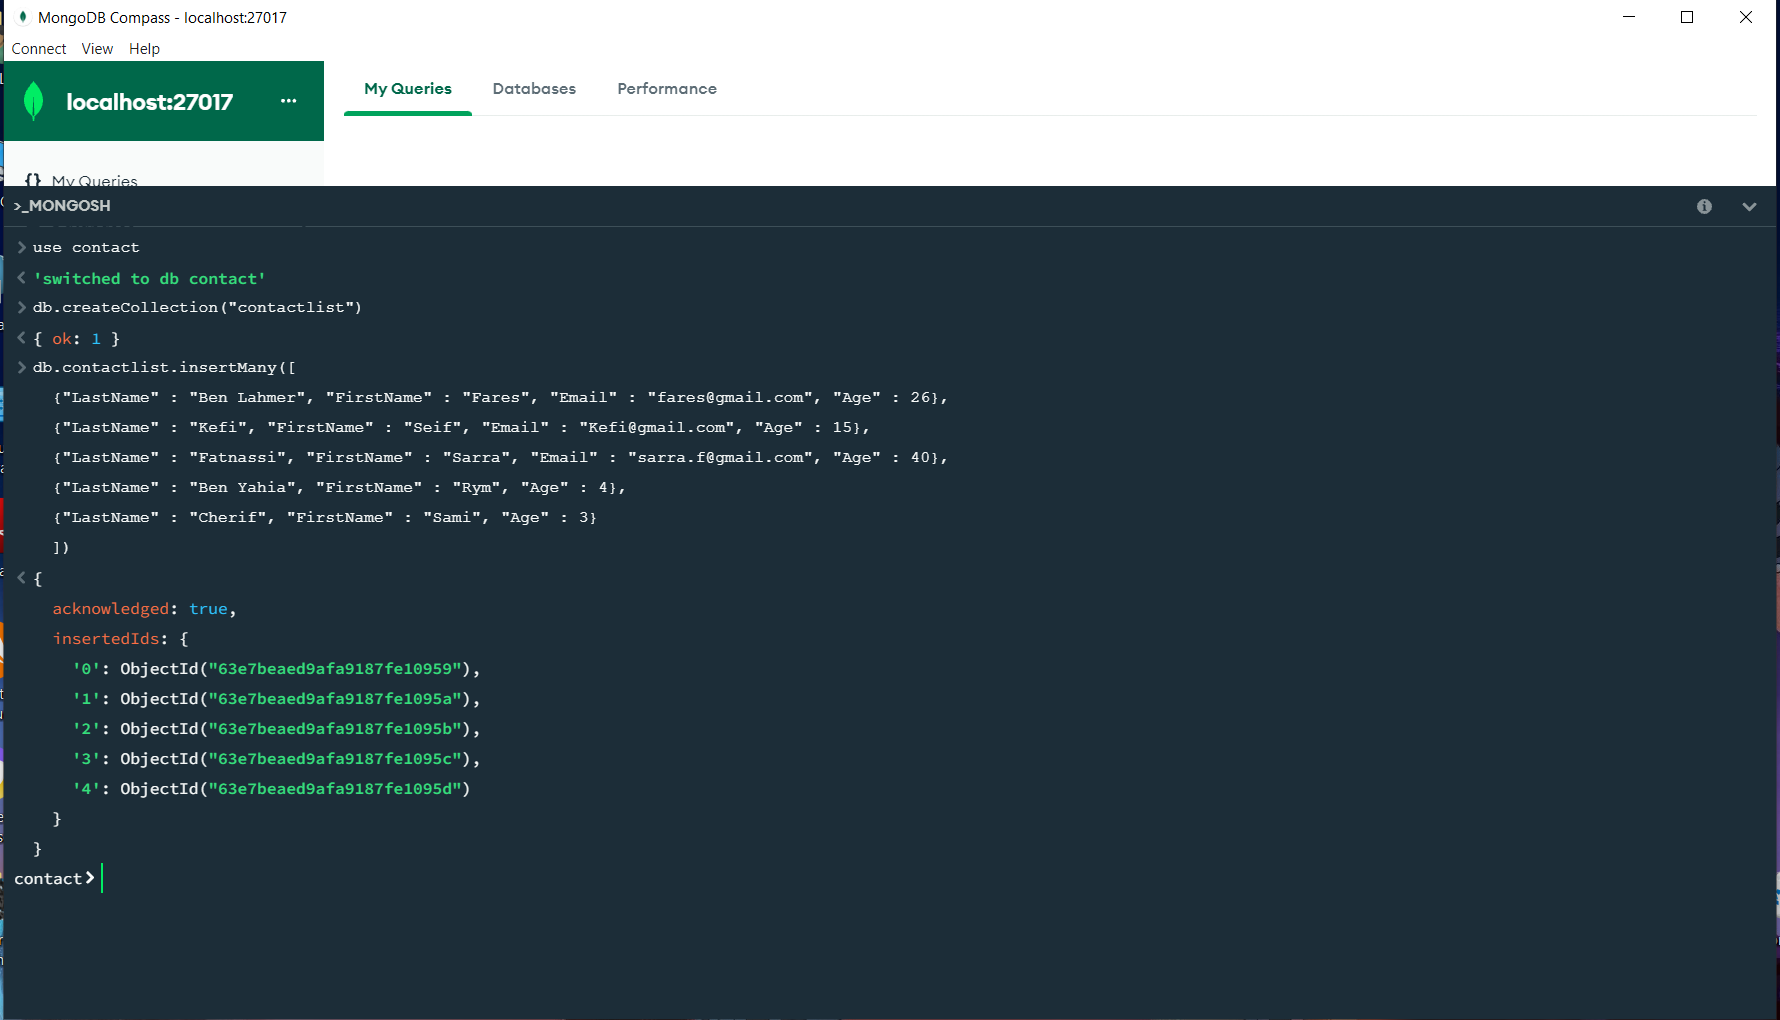 MongoDB Compass - localhost:27017
Connect View Help
localhost:27017 ...
My Queries Databases Performance
{} My Queries
>_MONGOSH
> use contact
< 'switched to db contact'
> db.createCollection("contactlist")
< { ok: 1 }
> db.contactlist.insertMany([
{"LastName" : "Ben Lahmer", "FirstName" : "Fares", "Email" : "fares@gmail.com", "Age" : 26},
{"LastName" : "Kefi", "FirstName" : "Seif", "Email" : "Kefi@gmail.com", "Age" : 15},
{"LastName" : "Fatnassi", "FirstName" : "Sarra", "Email" : "sarra.f@gmail.com", "Age" : 40},
{"LastName" : "Ben Yahia", "FirstName" : "Rym", "Age" : 4},
{"LastName" : "Cherif", "FirstName" : "Sami", "Age" : 3}
])
< {
acknowledged: true,
insertedIds: {
'0': ObjectId("63e7beaed9afa9187fe10959"),
'1': ObjectId("63e7beaed9afa9187fe1095a"),
'2': ObjectId("63e7beaed9afa9187fe1095b"),
'3': ObjectId("63e7beaed9afa9187fe1095c"),
'4': ObjectId("63e7beaed9afa9187fe1095d")
}
}
contact>